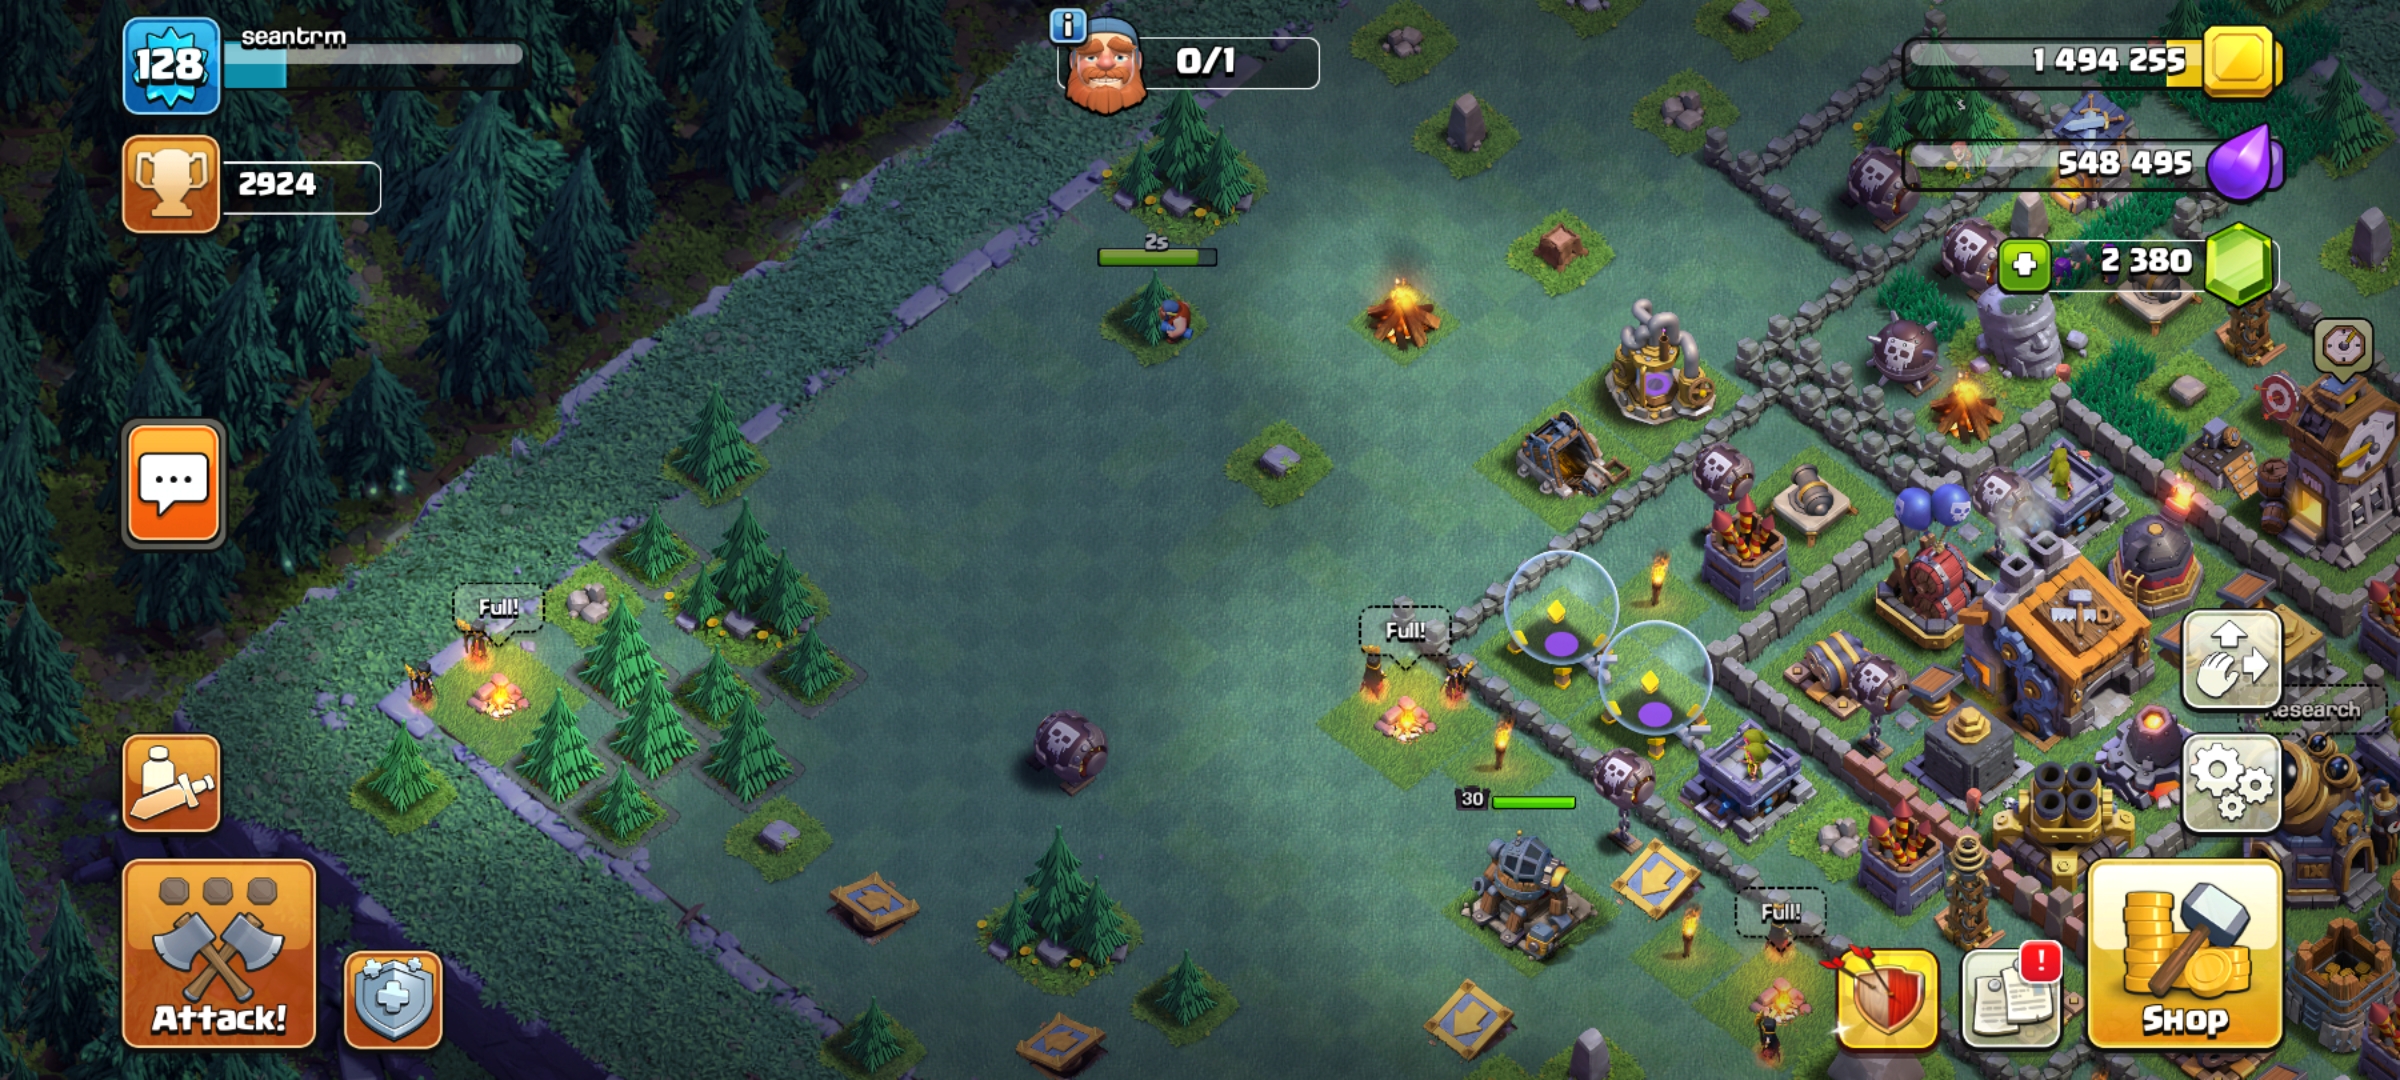 128
seantrm
0/1
1 494 255
2924
548 495
2s
2 380
Full!
Full!
Research
30
Full!
Attack!
Shop